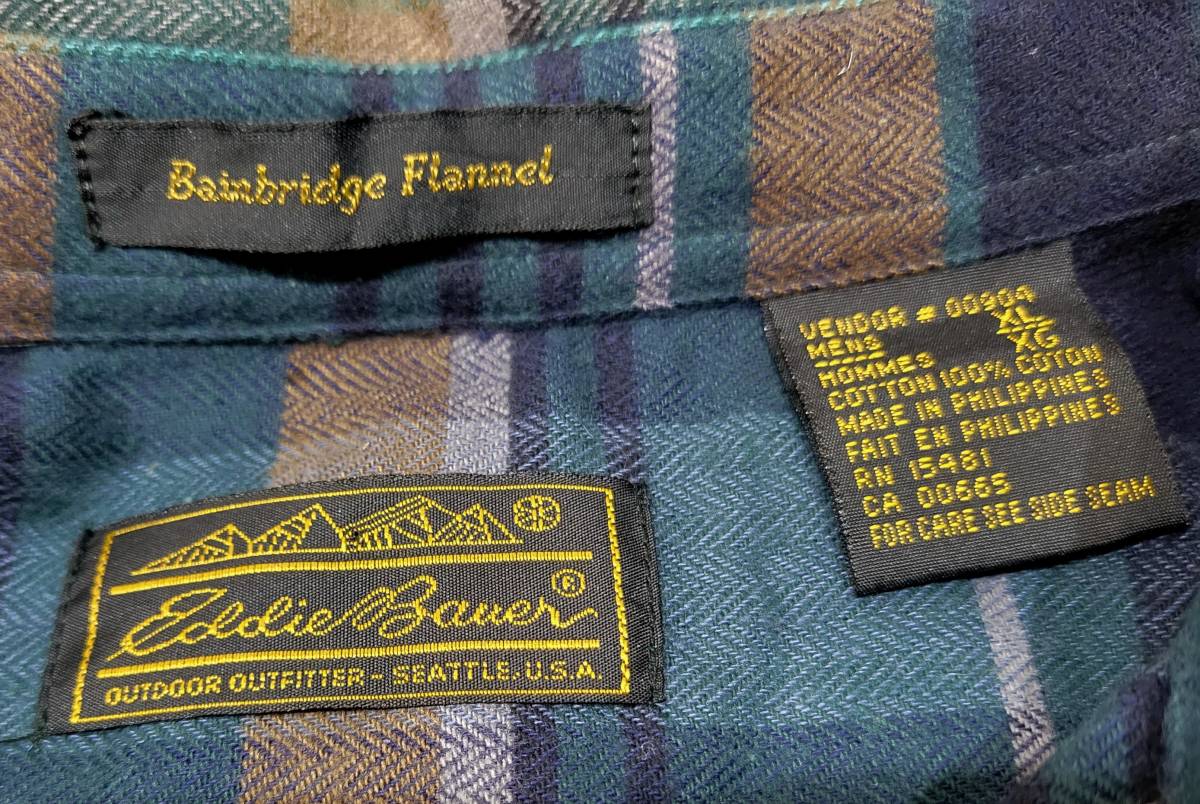 Bainbridge Flannel
VENDOR # 00904
MENS XL
HOMMES XG
COTTON 100% COTON
MADE IN PHILIPPINES
FAIT EN PHILIPPINES
RN 15481
CA 00665
FOR CARE SEE SIDE SEAM
Eddie Bauer®
OUTDOOR OUTFITTER - SEATTLE, U.S.A.